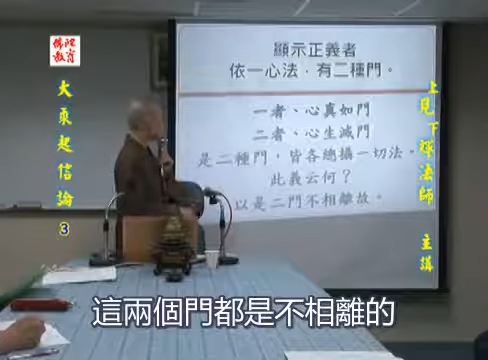 佛陀
教育
大乘起信論
3
顯示正義者
依一心法，有二種門。
一者、心真如門
二者、心生滅門
是二種門，皆各總攝一切法。
此義云何？
以是二門不相離故。
上見下輝法師 主講
這兩個門都是不相離的